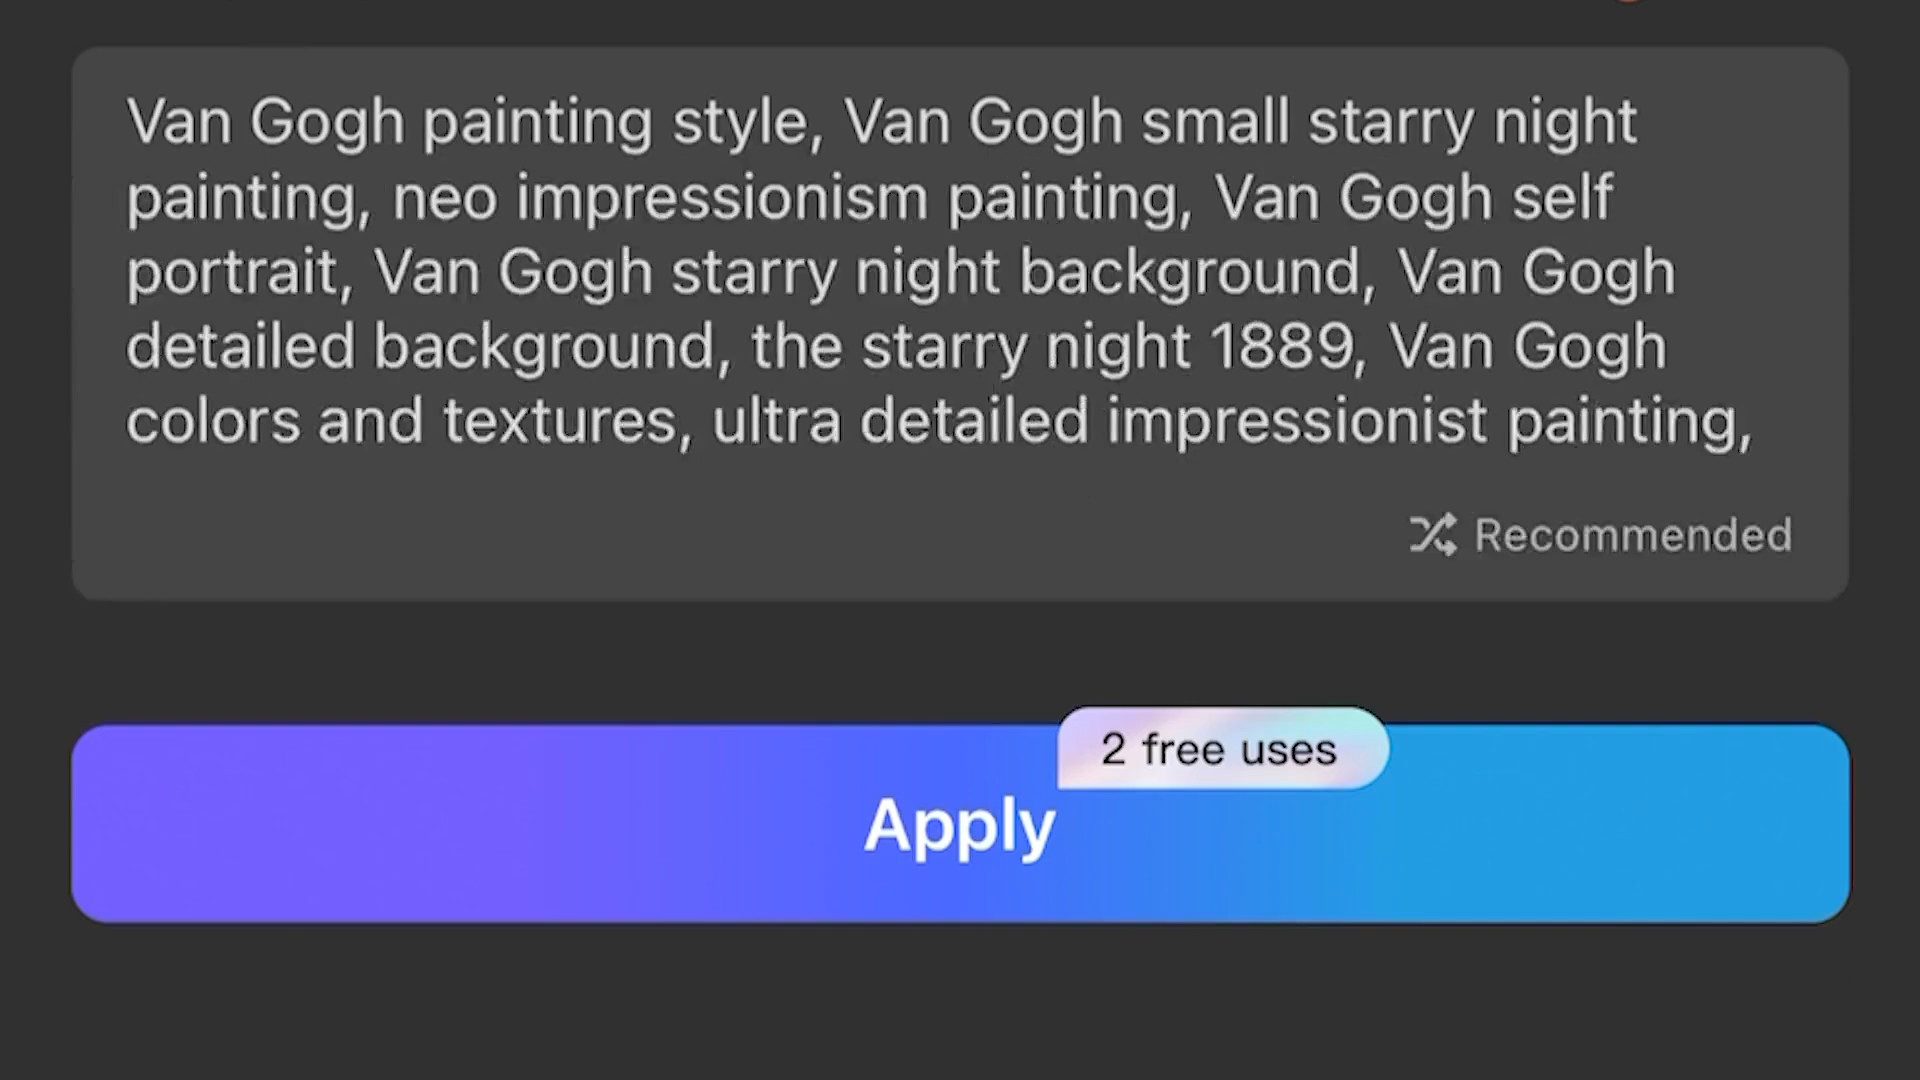 Van Gogh painting style, Van Gogh small starry night
painting, neo impressionism painting, Van Gogh self
portrait, Van Gogh starry night background, Van Gogh
detailed background, the starry night 1889, Van Gogh
colors and textures, ultra detailed impressionist painting,
Recommended
2 free uses
Apply